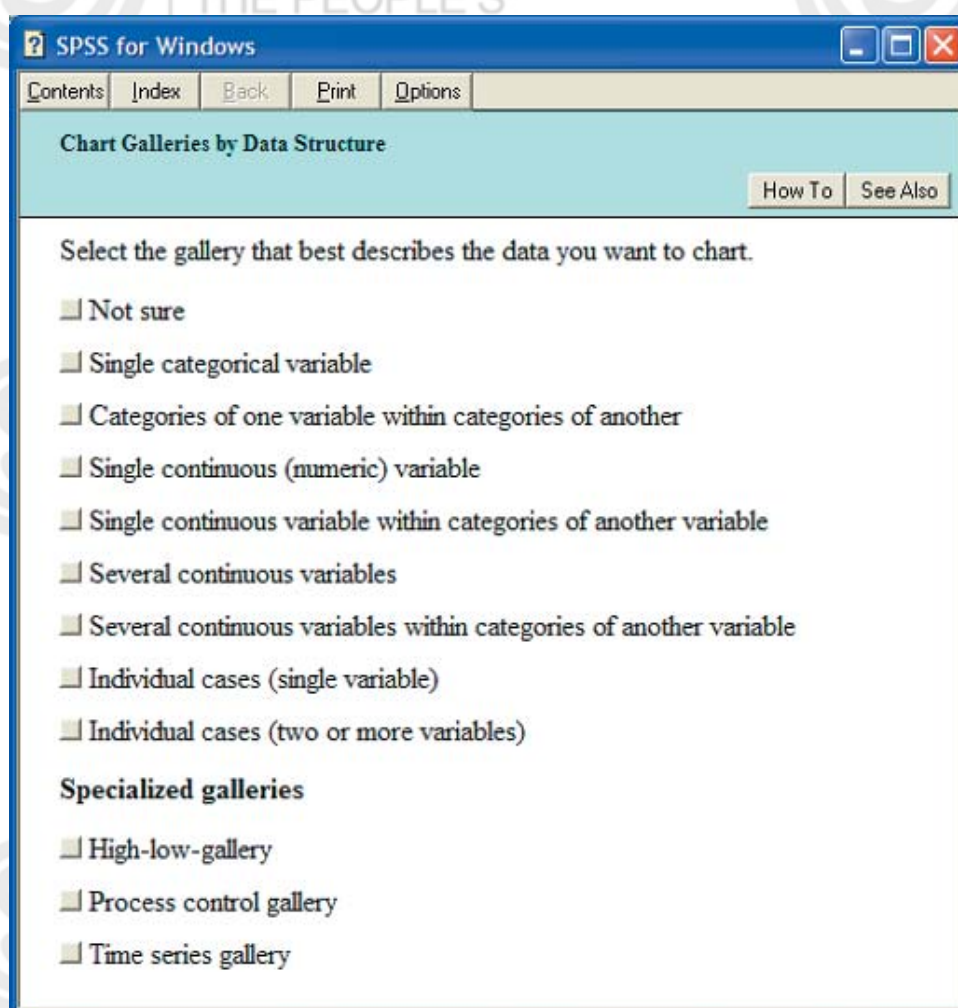 THE PEOPLE'S
SPSS for Windows
Contents Index Back Print Options
Chart Galleries by Data Structure
How To See Also
Select the gallery that best describes the data you want to chart.
Not sure
Single categorical variable
Categories of one variable within categories of another
Single continuous (numeric) variable
Single continuous variable within categories of another variable
Several continuous variables
Several continuous variables within categories of another variable
Individual cases (single variable)
Individual cases (two or more variables)
Specialized galleries
High-low-gallery
Process control gallery
Time series gallery